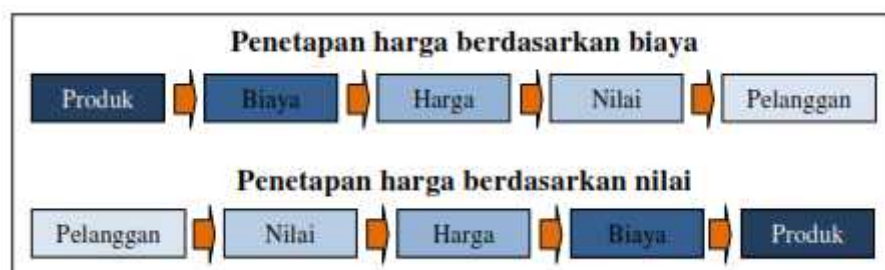 Penetapan harga berdasarkan biaya
Produk Biaya Harga Nilai Pelanggan
Penetapan harga berdasarkan nilai
Pelanggan Nilai Harga Biaya Produk